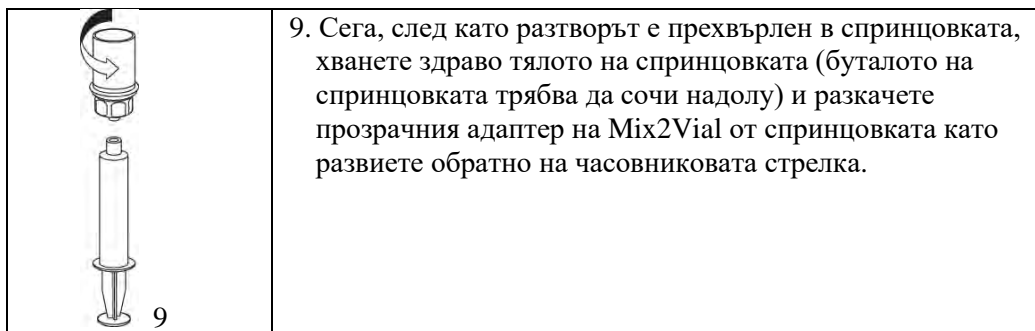 9. Сега, след като разтворът е прехвърлен в спринцовката,
хванете здраво тялото на спринцовката (буталото на
спринцовката трябва да сочи надолу) и разкачете
прозрачния адаптер на Mix2Vial от спринцовката като
развиете обратно на часовниковата стрелка.
9